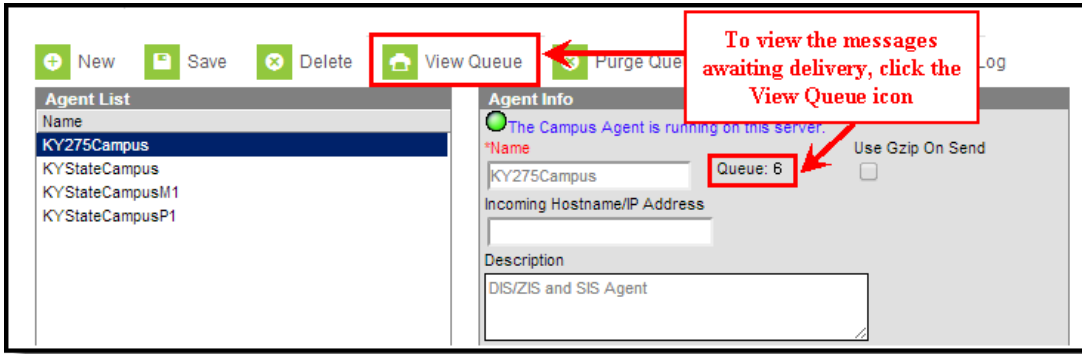 To view the messages
awaiting delivery, click the
View Queue icon
New Save Delete View Queue Purge Log
Agent List
Name
KY275Campus
KYStateCampus
KYStateCampusM1
KYStateCampusP1
Agent Info
The Campus Agent is running on this server.
*Name
KY275Campus
Queue: 6
Use Gzip On Send
Incoming Hostname/IP Address
Description
DIS/ZIS and SIS Agent